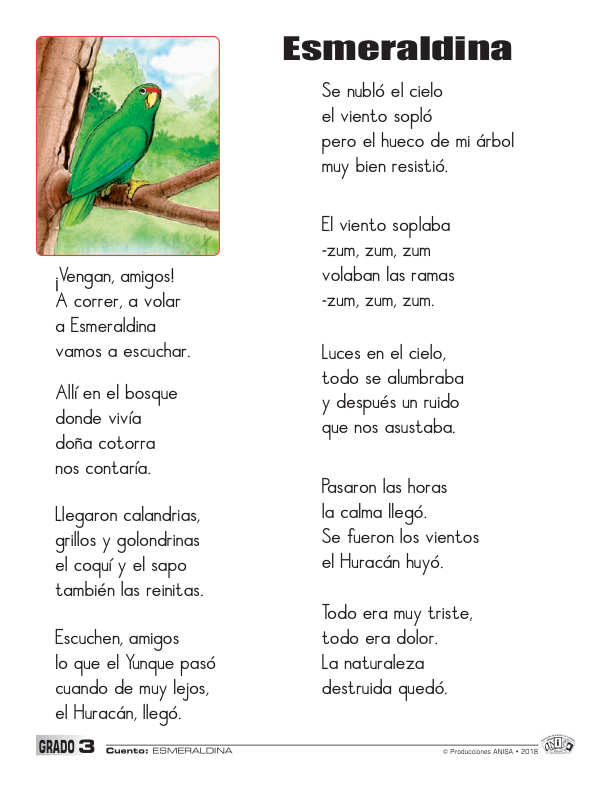 Esmeraldina
¡Vengan, amigos!
A correr, a volar
a Esmeraldina
vamos a escuchar.
Allí en el bosque
donde vivía
doña cotorra
nos contaría.
Llegaron calandrias,
grillos y golondrinas
el coquí y el sapo
también las reinitas.
Escuchen, amigos
lo que el Yunque pasó
cuando de muy lejos,
el Huracán, llegó.
Se nubló el cielo
el viento sopló
pero el hueco de mi árbol
muy bien resistió.
El viento soplaba
-zum, zum, zum
volaban las ramas
-zum, zum, zum.
Luces en el cielo,
todo se alumbraba
y después un ruido
que nos asustaba.
Pasaron las horas
la calma llegó.
Se fueron los vientos
el Huracán huyó.
Todo era muy triste,
todo era dolor.
La naturaleza
destruida quedó.
GRADO 3
Cuento: ESMERALDINA
© Producciones ANISA • 2018